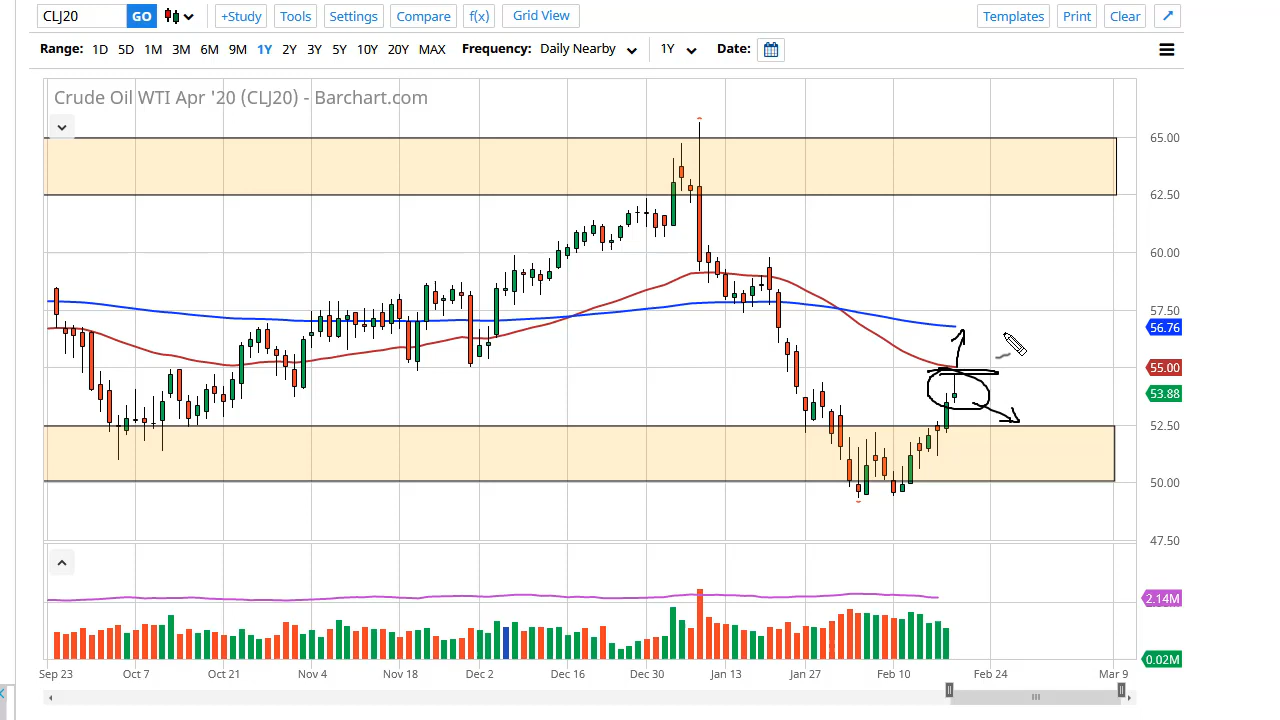 CLJ20 GO +Study Tools Settings Compare f(x) Grid View Templates Print Clear
Range: 1D 5D 1M 3M 6M 9M 1Y 2Y 3Y 5Y 10Y 20Y MAX Frequency: Daily Nearby 1Y Date:
Crude Oil WTI Apr '20 (CLJ20) - Barchart.com
65.00
62.50
60.00
57.50
56.76
55.00
53.88
52.50
50.00
47.50
2.14M
0.02M
Sep 23 Oct 7 Oct 21 Nov 4 Nov 18 Dec 2 Dec 16 Dec 30 Jan 13 Jan 27 Feb 10 Feb 24 Mar 9